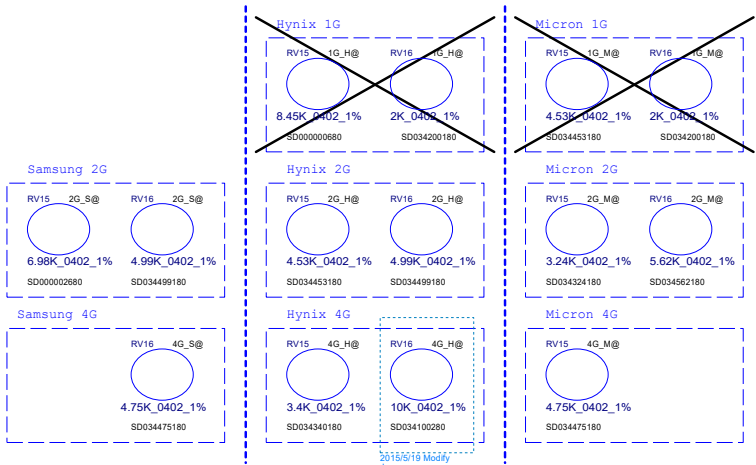 Hynix 1G
Micron 1G
RV15 1G_H@ RV16 1G_H@
RV15 1G_M@ RV16 1G_M@
8.45K_0402_1% 2K_0402_1%
4.53K_0402_1% 2K_0402_1%
SD000000680 SD034200180
SD034453180 SD034200180
Samsung 2G
Hynix 2G
Micron 2G
RV15 2G_S@ RV16 2G_S@
RV15 2G_H@ RV16 2G_H@
RV15 2G_M@ RV16 2G_M@
6.98K_0402_1% 4.99K_0402_1%
4.53K_0402_1% 4.99K_0402_1%
3.24K_0402_1% 5.62K_0402_1%
SD000002680 SD034499180
SD034453180 SD034499180
SD034324180 SD034562180
Samsung 4G
Hynix 4G
Micron 4G
RV16 4G_S@
RV15 4G_H@ RV16 4G_H@
RV15 4G_M@
4.75K_0402_1%
3.4K_0402_1% 10K_0402_1%
4.75K_0402_1%
SD034475180
SD034340180 SD034100280
SD034475180
2015/5/19 Modify